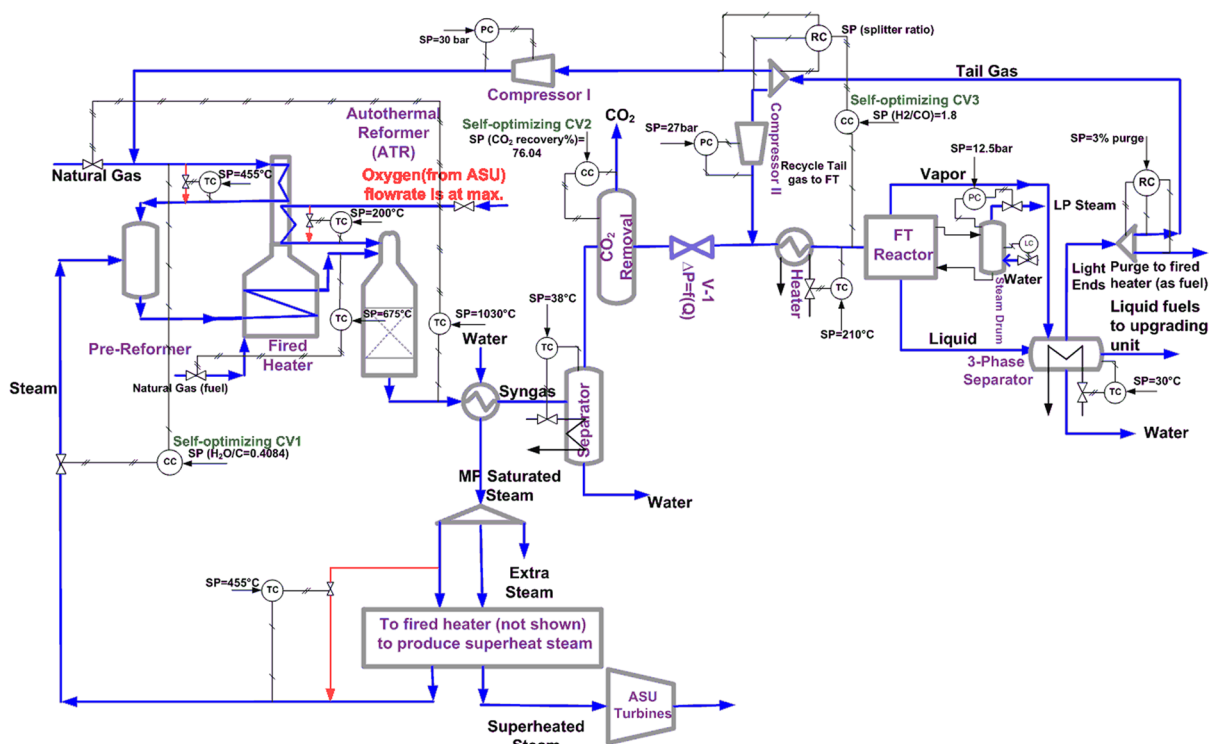 SP=30 bar
PC
Compressor I
RC
SP (splitter ratio)
Tail Gas
Self-optimizing CV3
SP (H2/CO)=1.8
CC
Autothermal
Reformer
(ATR)
Self-optimizing CV2
SP (CO₂ recovery%)=
76.04
CO₂
CC
SP=27bar
PC
Compressor II
Recycle Tail
gas to FT
SP=3% purge
RC
SP=12.5bar
Vapor
PC
LP Steam
Natural Gas
SP=455°C
TC
Oxygen(from ASU)
flowrate is at max.
SP=200°C
TC
CO₂
Removal
V-1
ΔP=f(Q)
Heater
TC
SP=210°C
FT
Reactor
LC
Water
Steam Drum
Light
Ends
Purge to fired
heater (as fuel)
Liquid fuels
to upgrading
unit
Liquid
3-Phase
Separator
SP=30°C
TC
Water
Pre-Reformer
Fired
Heater
TC
SP=675°C
TC
SP=1030°C
SP=38°C
TC
Water
Syngas
Separator
Natural Gas (fuel)
Steam
Self-optimizing CV1
SP (H₂O/C=0.4084)
CC
MP Saturated
Steam
Water
Extra
Steam
SP=455°C
TC
To fired heater (not shown)
to produce superheat steam
ASU
Turbines
Superheated
Steam